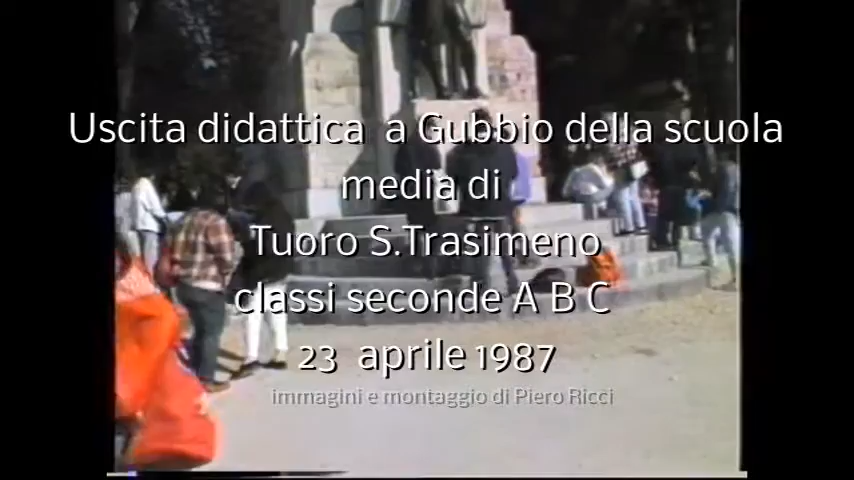 Uscita didattica a Gubbio della scuola
media di
Tuoro S.Trasimeno
classi seconde A B C
23 aprile 1987
immagini e montaggio di Piero Ricci